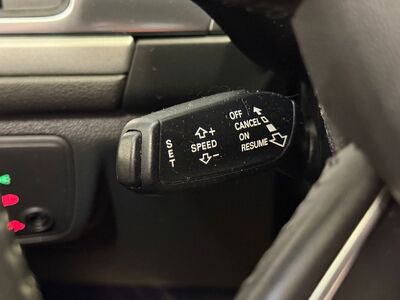 OFF
CANCEL
ON
RESUME
SPEED
+
-
SET